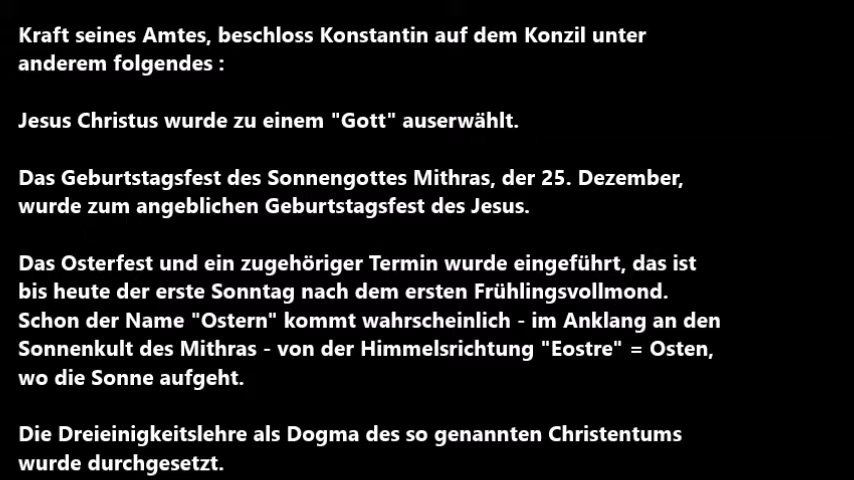 Kraft seines Amtes, beschloss Konstantin auf dem Konzil unter
anderem folgendes :
Jesus Christus wurde zu einem "Gott" auserwählt.
Das Geburtstagsfest des Sonnengottes Mithras, der 25. Dezember,
wurde zum angeblichen Geburtstagsfest des Jesus.
Das Osterfest und ein zugehöriger Termin wurde eingeführt, das ist
bis heute der erste Sonntag nach dem ersten Frühlingsvollmond.
Schon der Name "Ostern" kommt wahrscheinlich - im Anklang an den
Sonnenkult des Mithras - von der Himmelsrichtung "Eostre" = Osten,
wo die Sonne aufgeht.
Die Dreieinigkeitslehre als Dogma des so genannten Christentums
wurde durchgesetzt.